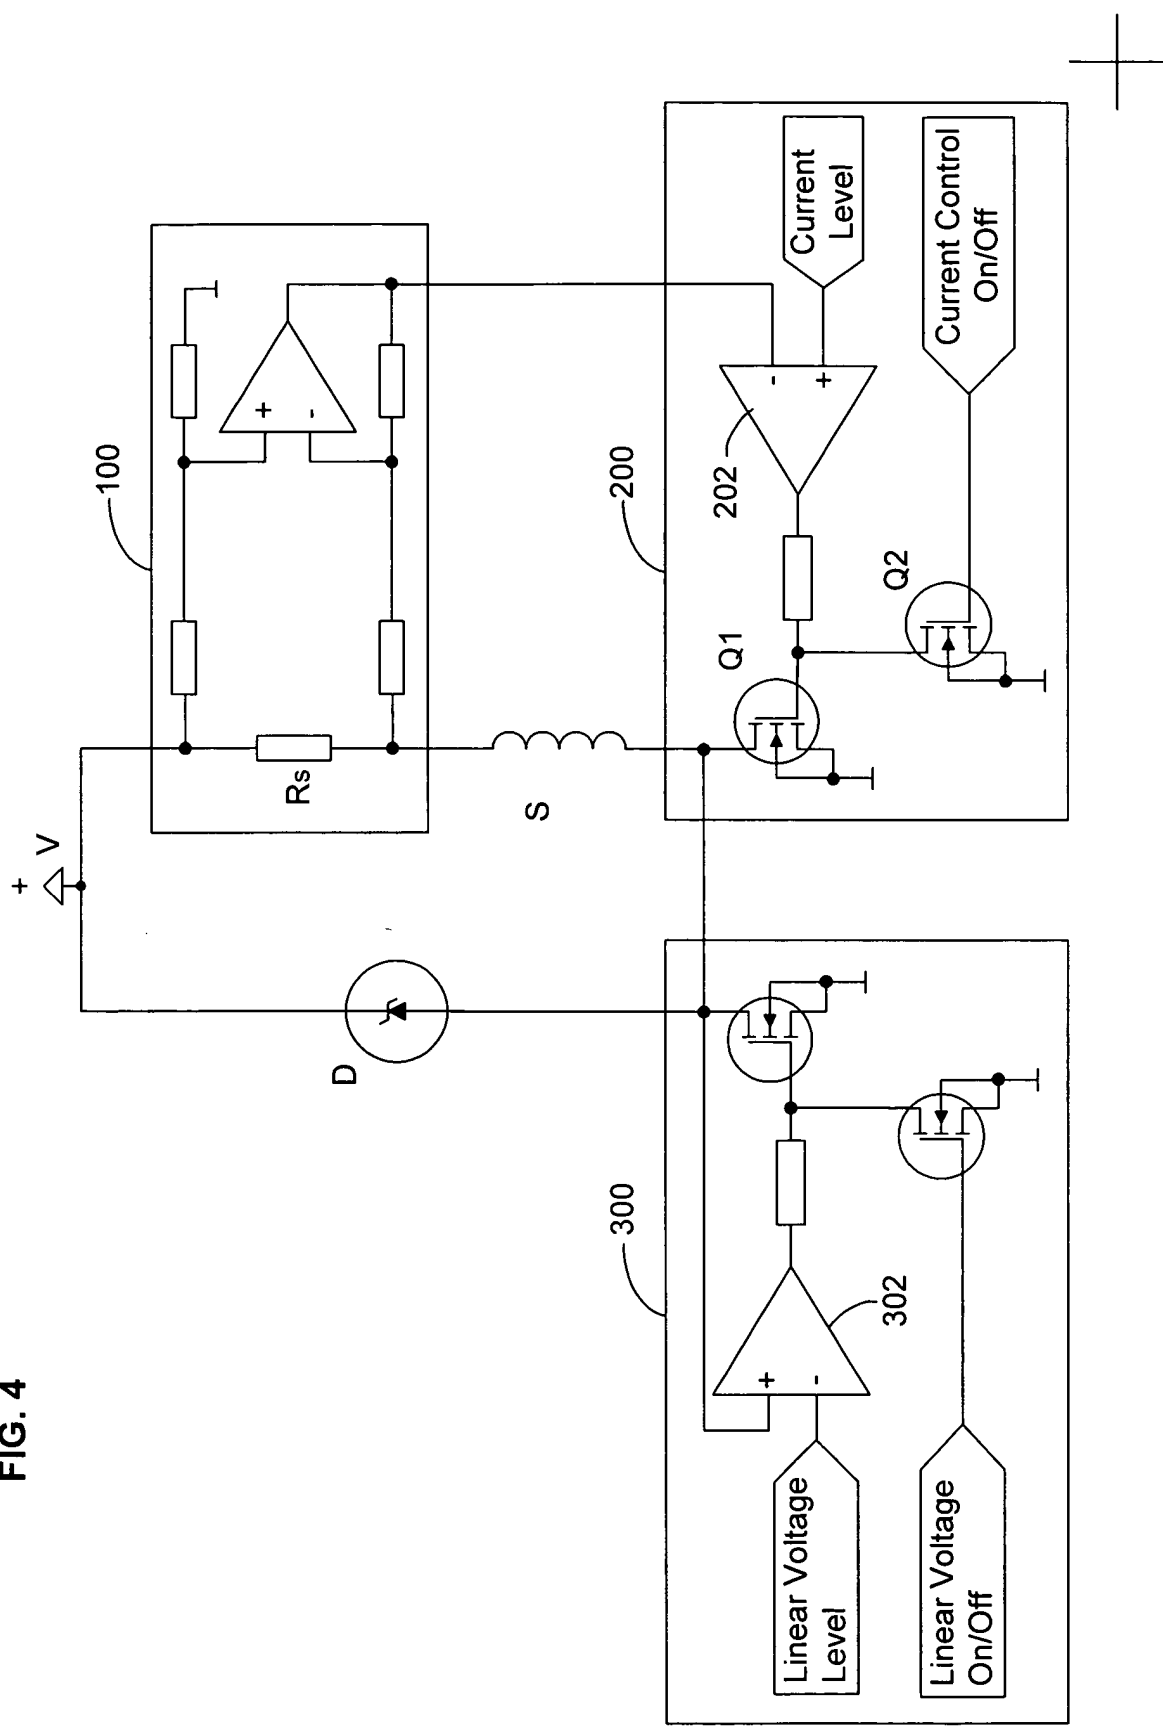 FIG. 4
+
V
D
100
Rs
+
-
S
200
Q1
Q2
202
-
+
Current
Level
Current Control
On/Off
300
302
+
-
Linear Voltage
Level
Linear Voltage
On/Off